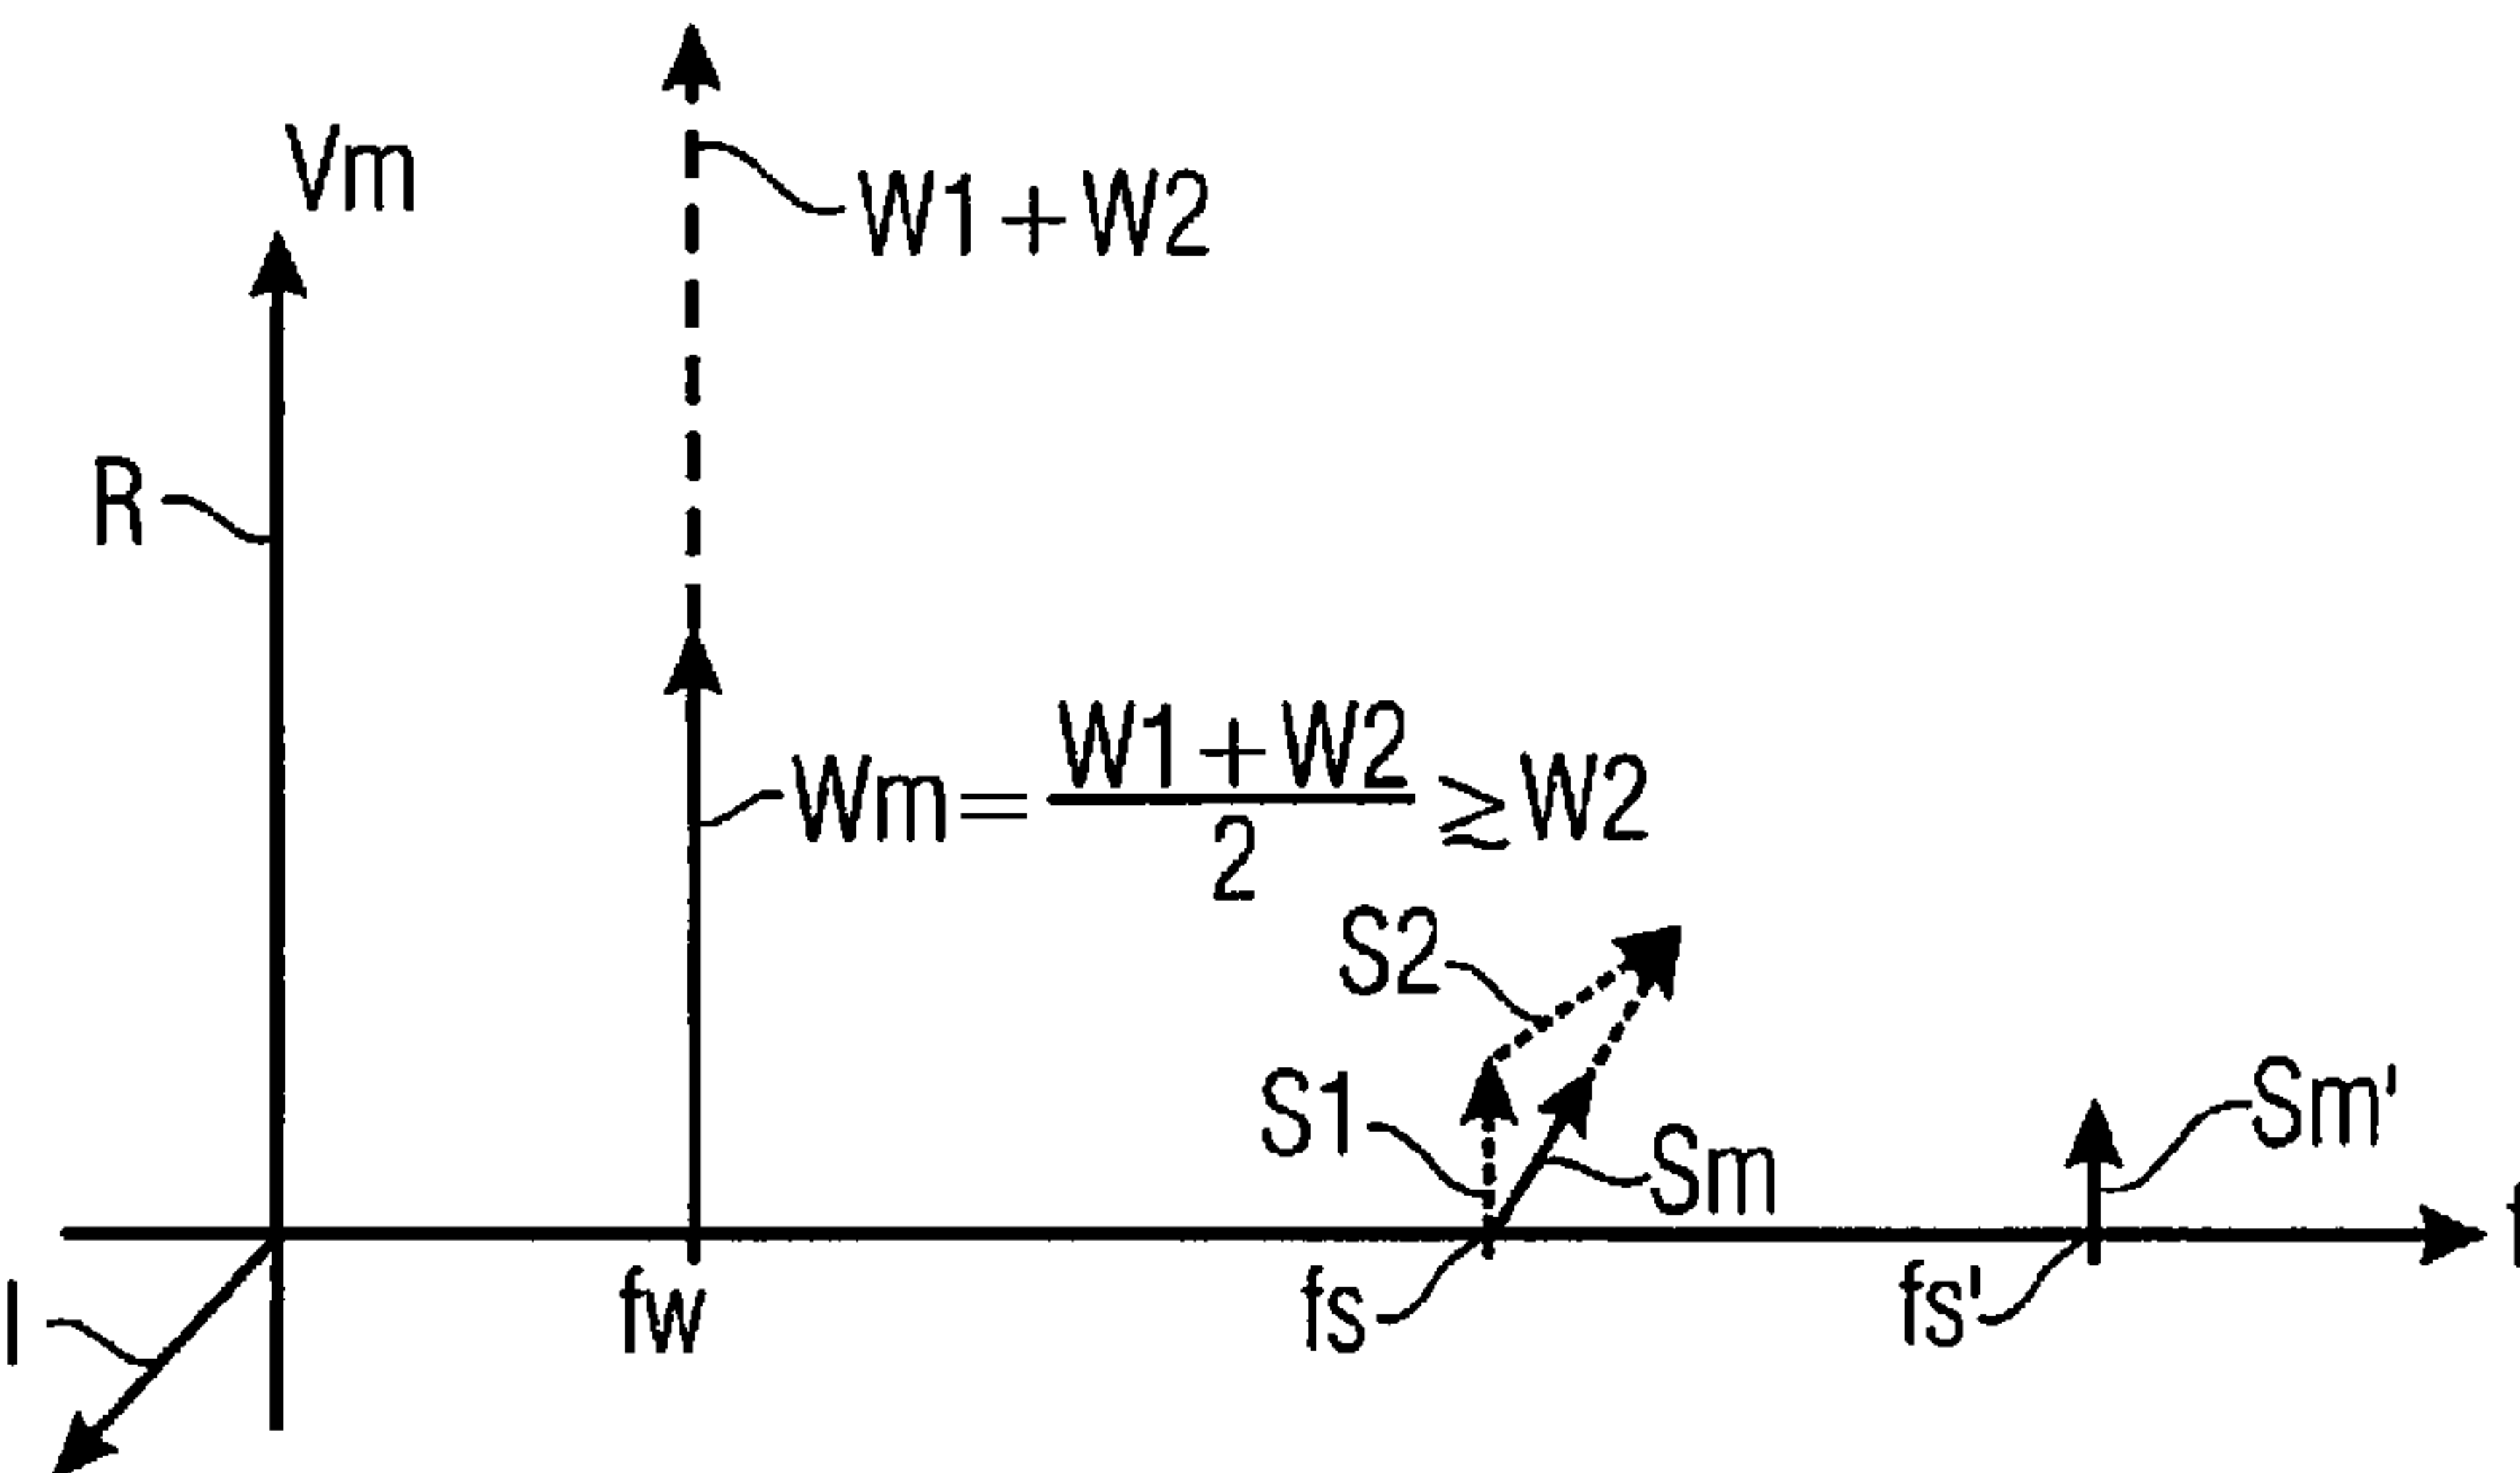 Vm
W1+W2
R
Wm = W1+W2 / 2 ≳ W2
S2
S1
Sm
Sm'
I
fw
fs
fs'